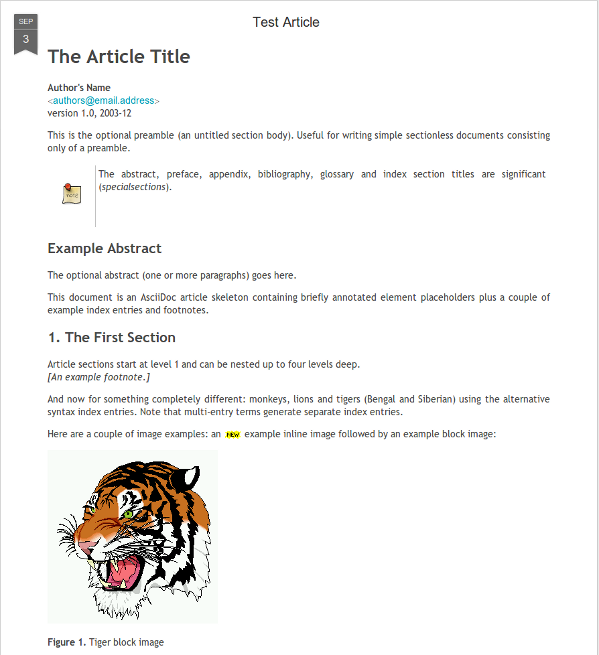 SEP
3
Test Article
The Article Title
Author's Name
<authors@email.address>
version 1.0, 2003-12
This is the optional preamble (an untitled section body). Useful for writing simple sectionless documents consisting
only of a preamble.
NOTE
The abstract, preface, appendix, bibliography, glossary and index section titles are significant
(specialsections).
Example Abstract
The optional abstract (one or more paragraphs) goes here.
This document is an AsciiDoc article skeleton containing briefly annotated element placeholders plus a couple of
example index entries and footnotes.
1. The First Section
Article sections start at level 1 and can be nested up to four levels deep.
[An example footnote.]
And now for something completely different: monkeys, lions and tigers (Bengal and Siberian) using the alternative
syntax index entries. Note that multi-entry terms generate separate index entries.
Here are a couple of image examples: an NEW example inline image followed by an example block image:
Figure 1. Tiger block image